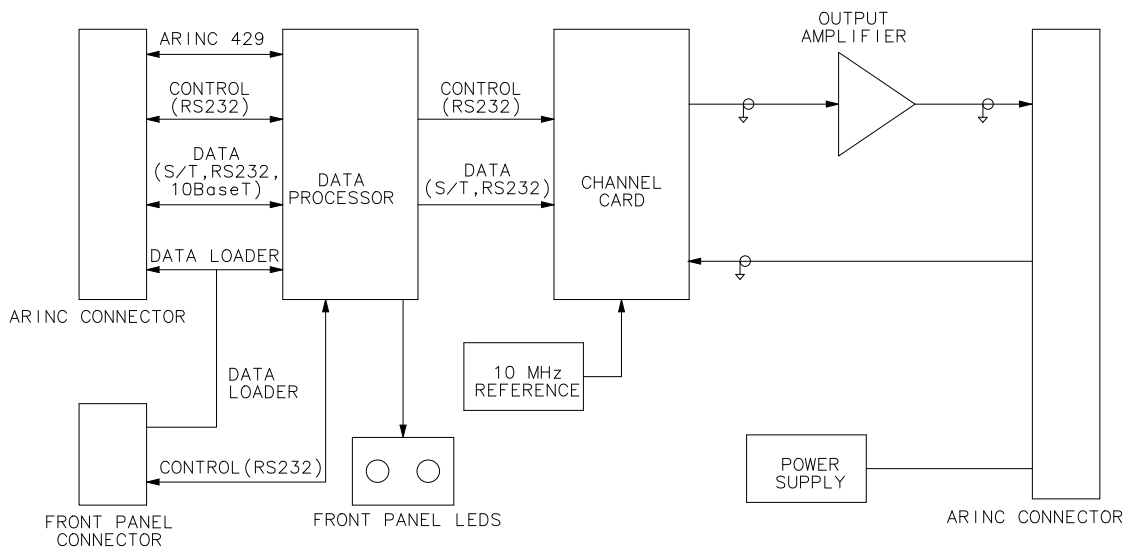 OUTPUT
AMPLIFIER
ARINC 429
CONTROL
(RS232)
DATA
(S/T,RS232,
10BaseT)
DATA LOADER
DATA
PROCESSOR
CONTROL
(RS232)
DATA
(S/T,RS232)
CHANNEL
CARD
ARINC CONNECTOR
10 MHz
REFERENCE
DATA
LOADER
CONTROL(RS232)
FRONT PANEL
CONNECTOR
FRONT PANEL LEDS
POWER
SUPPLY
ARINC CONNECTOR